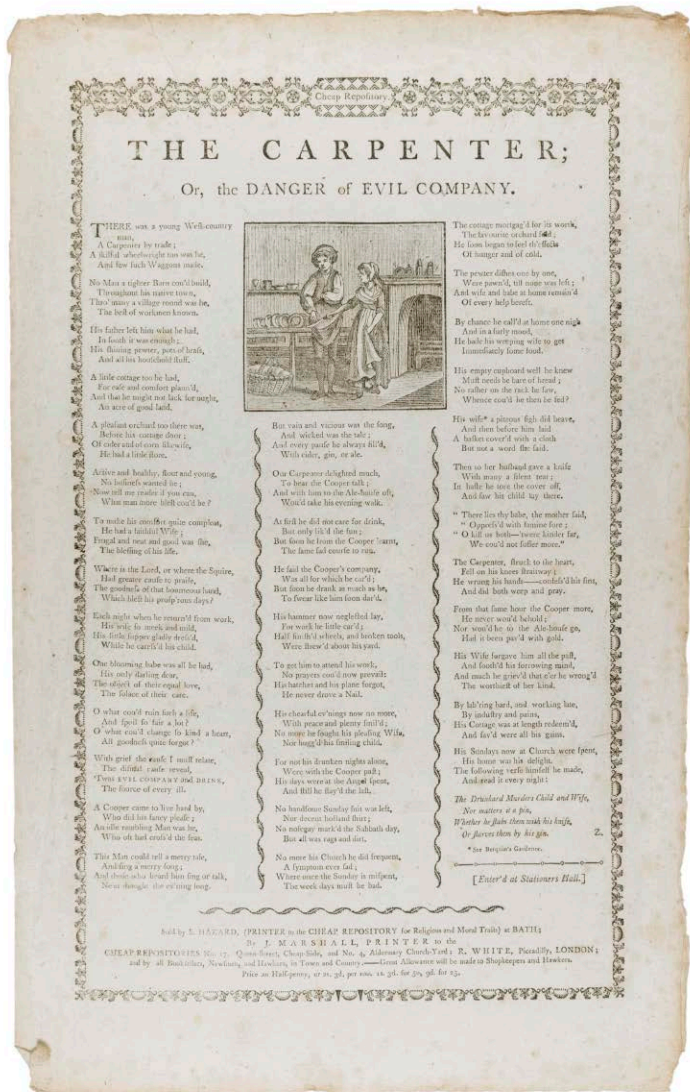 Cheap Repository.
THE CARPENTER;
Or, the DANGER of EVIL COMPANY.
THERE was a young West-country
man,
A Carpenter by trade;
A skilful wheelwright too was he,
And few such Waggons made.
No Man a tighter Barn cou'd build,
Throughout his native town,
Thro' many a village round was he,
The best of workmen known.
His father left him what he had,
In sooth it was enough;
His shining pewter, pots of brass,
And all his houshold stuff.
A little cottage too he had,
For ease and comfort plann'd,
And that he might not lack for ought,
An acre of good land.
A pleasant orchard too there was,
Before his cottage door;
Of cider and of corn likewise,
He had a little store.
Active and healthy, stout and young,
No business wanted he;
Now tell me reader if you can,
What man more blest cou'd be?
To make his comfort quite compleat,
He had a faithful Wife;
Frugal and neat and good was she,
The blessing of his life.
Where is the Lord, or where the Squire,
Had greater cause to praise,
The goodness of that bounteous hand,
Which blest his prosp'rous days?
Each night when he return'd from work,
His wife so meek and mild,
His little supper gladly dress'd,
While he caress'd his child.
One blooming babe was all he had,
His only darling dear,
The object of their equal love,
The solace of their care.
O what cou'd ruin such a life,
And spoil so fair a lot?
O what cou'd change so kind a heart,
All goodness quite forgot?
With grief the cause I must relate,
The dismal cause reveal,
'Twas EVIL COMPANY and DRINK,
The source of every ill.
A Cooper came to live hard by,
Who did his fancy please;
An idle rambling Man was he,
Who oft had cross'd the seas.
This Man could tell a merry tale,
And sing a merry song;
And those who heard him sing or talk,
Ne'er thought the ev'ning long.
But vain and vicious was the song,
And wicked was the tale;
And every pause he always fill'd,
With cider, gin, or ale.
Our Carpenter delighted much,
To hear the Cooper talk;
And with him to the Ale-house oft,
Wou'd take his evening walk.
At first he did not care for drink,
But only lik'd the fun;
But soon he from the Cooper learnt,
The same sad course to run.
He said the Cooper's company,
Was all for which he car'd;
But soon he drank as much as he,
To swear like him soon dar'd.
His hammer now neglected lay,
For work he little car'd;
Half finish'd wheels, and broken tools,
Were strew'd about his yard.
To get him to attend his work,
No prayers cou'd now prevail:
His hatchet and his plane forgot,
He never drove a Nail.
His chearful ev'nings now no more,
With peace and plenty smil'd;
No more he sought his pleasing Wife,
Nor hugg'd his smiling child.
For not his drunken nights alone,
Were with the Cooper past;
His days were at the Angel spent,
And still he stay'd the last.
No handsome Sunday suit was left,
Nor decent holland shirt;
No nosegay mark'd the Sabbath day,
But all was rags and dirt.
No more his Church he did frequent,
A symptom ever sad;
Where once the Sunday is mispent,
The week days must be bad.
The cottage mortgag'd for its worth,
The favourite orchard sold;
He soon began to feel th' effects
Of hunger and of cold.
The pewter dishes one by one,
Were pawn'd, till none was left;
And wife and babe at home remain'd
Of every help bereft.
By chance he call'd at home one night
And in a surly mood,
He bade his weeping wife to get
Immediately some food.
His empty cupboard well he knew
Must needs be bare of bread;
No rasher on the rack he saw,
Whence cou'd he then be fed?
His wife* a piteous sigh did heave,
And then before him laid
A basket cover'd with a cloth
But not a word she said.
Then to her husband gave a knife
With many a silent tear;
In haste he tore the cover off,
And saw his child lay there.
" There lies thy babe, the mother said,
" Oppress'd with famine sore;
" O kill us both—'twere kinder far,
We cou'd not suffer more."
The Carpenter, struck to the heart,
Fell on his knees straitway;
He wrung his hands——confess'd his sins,
And did both weep and pray.
From that same hour the Cooper more,
He never wou'd behold;
Nor wou'd he to the Ale-house go,
Had it been pav'd with gold.
His Wife forgave him all the past,
And sooth'd his sorrowing mind,
And much he griev'd that e'er he wrong'd
The worthiest of her kind.
By lab'ring hard, and working late,
By industry and pains,
His Cottage was at length redeem'd,
And sav'd were all his gains.
His Sundays now at Church were spent,
His home was his delight,
The following verse himself he made,
And read it every night:
The Drunkard Murders Child and Wife,
Nor matters it a pin,
Whether he stabs them with his knife,
Or starves them by his gin. Z.
* See Berquin's Gardener.
[Enter'd at Stationers Hall.]
Sold by S. HAZARD, (PRINTER to the CHEAP REPOSITORY for Religious and Moral Tracts) at BATH;
By J. MARSHALL, PRINTER to the
CHEAP REPOSITORIES No. 17, Queen-Street, Cheap-Side, and No. 4, Aldermary Church-Yard; R. WHITE, Piccadilly, LONDON;
and by all Booksellers, Newsmen, and Hawkers, in Town and Country.——Great Allowance will be made to Shopkeepers and Hawkers.
Price an Half-penny, or 2s. 3d. per 100. 1s. 3d. for 50, 9d. for 25.